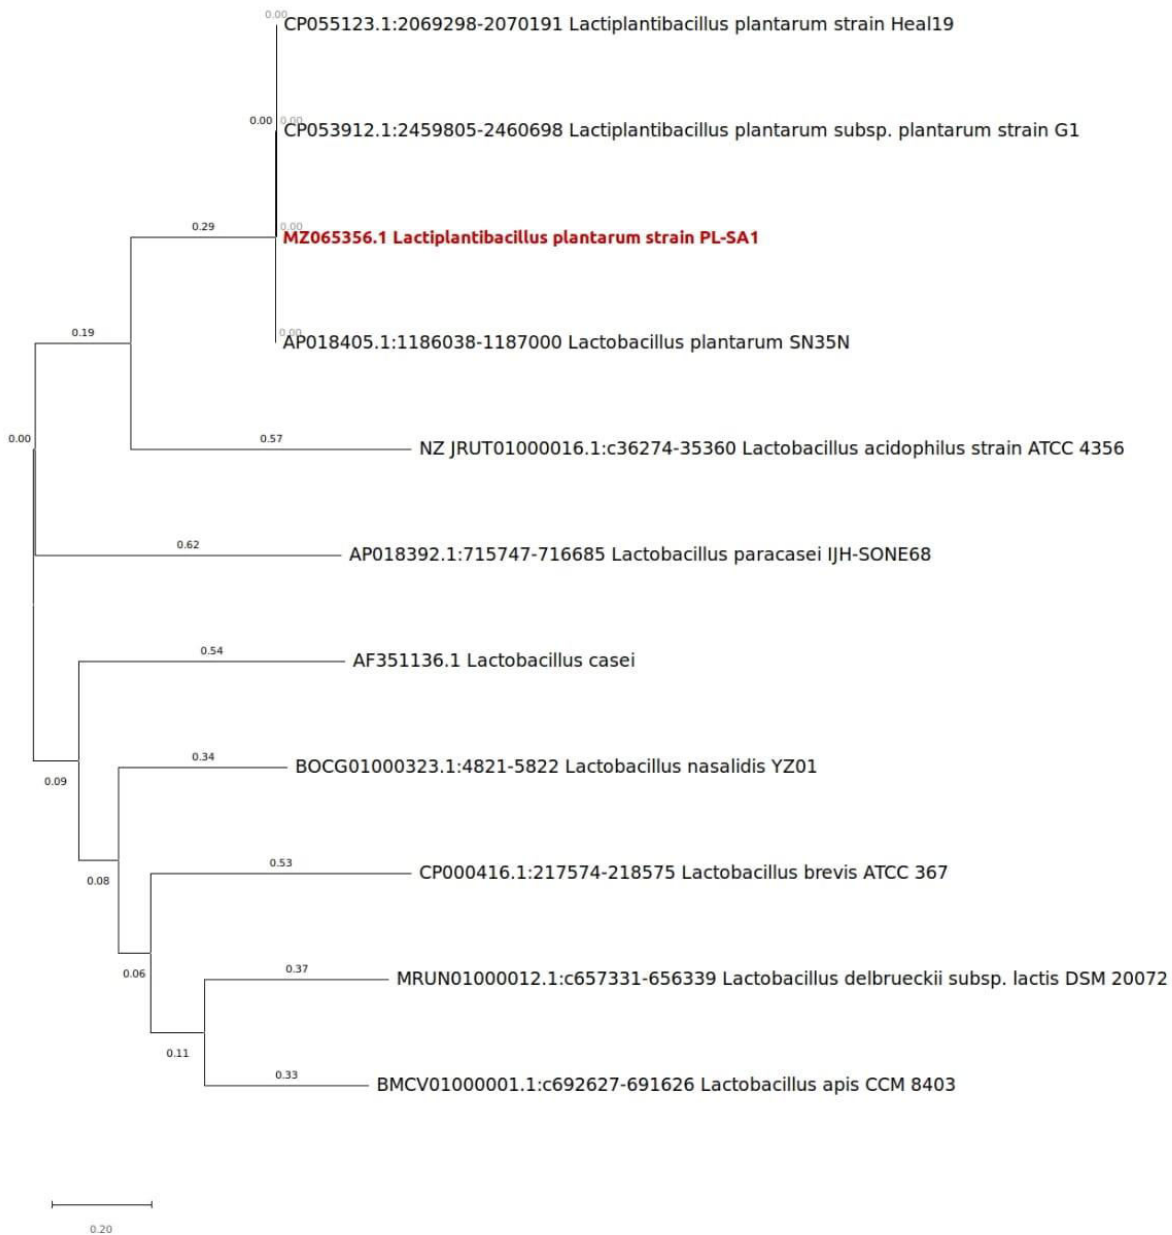 0.00
CP055123.1:2069298-2070191 Lactiplantibacillus plantarum strain Heal19
0.00 0.00
CP053912.1:2459805-2460698 Lactiplantibacillus plantarum subsp. plantarum strain G1
0.29 0.00
MZ065356.1 Lactiplantibacillus plantarum strain PL-SA1
0.19 0.00
AP018405.1:1186038-1187000 Lactobacillus plantarum SN35N
0.00 0.57
NZ JRUT01000016.1:c36274-35360 Lactobacillus acidophilus strain ATCC 4356
0.62
AP018392.1:715747-716685 Lactobacillus paracasei IJH-SONE68
0.54
AF351136.1 Lactobacillus casei
0.34
BOCG01000323.1:4821-5822 Lactobacillus nasalidis YZ01
0.09
0.53
CP000416.1:217574-218575 Lactobacillus brevis ATCC 367
0.08
0.37
0.06
MRUN01000012.1:c657331-656339 Lactobacillus delbrueckii subsp. lactis DSM 20072
0.11
0.33
BMCV01000001.1:c692627-691626 Lactobacillus apis CCM 8403
0.20